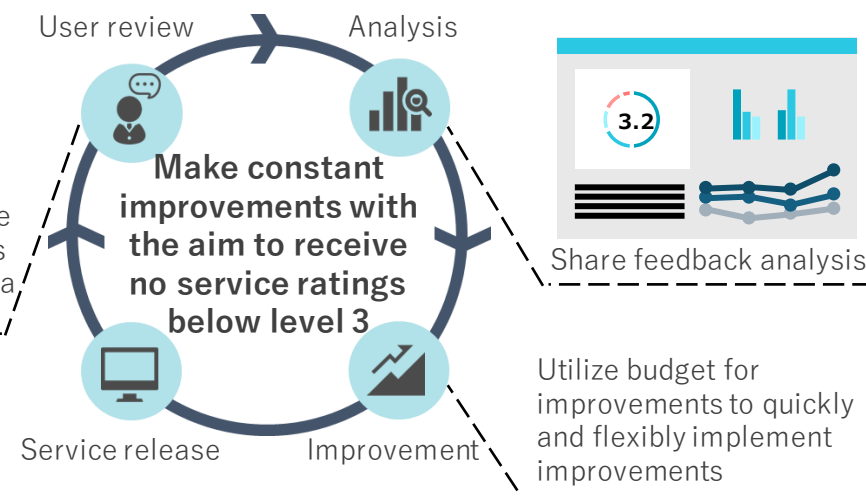 User review
Analysis
3.2
Make constant
improvements with
the aim to receive
no service ratings
below level 3
e
s
a
Share feedback analysis
Service release
Improvement
Utilize budget for
improvements to quickly
and flexibly implement
improvements